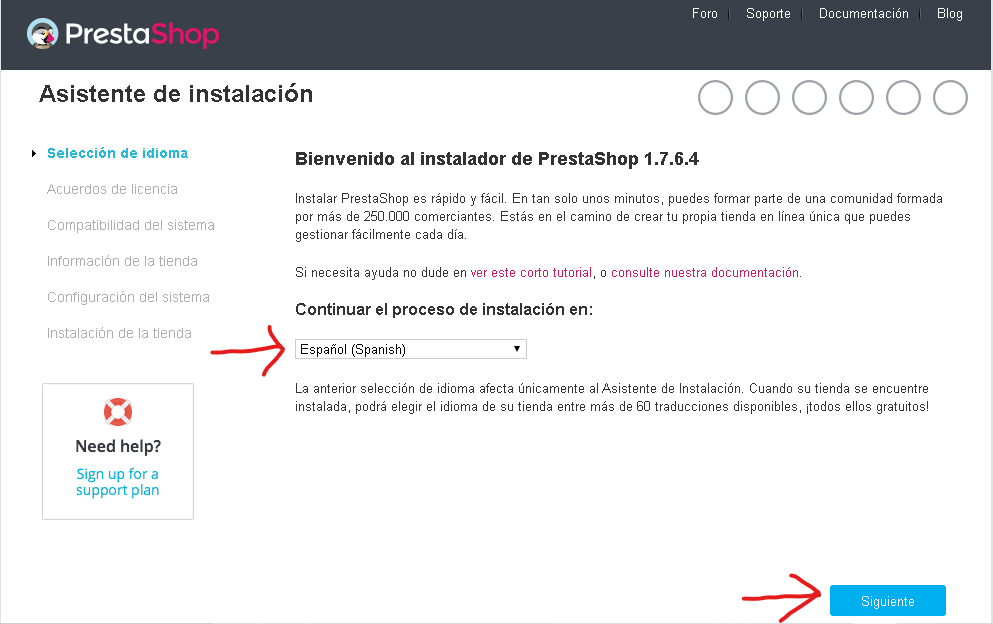 PrestaShop
Foro
Soporte
Documentación
Blog
Asistente de instalación
Selección de idioma
Acuerdos de licencia
Compatibilidad del sistema
Información de la tienda
Configuración del sistema
Instalación de la tienda
Need help?
Sign up for a
support plan
Bienvenido al instalador de PrestaShop 1.7.6.4
Instalar PrestaShop es rápido y fácil. En tan solo unos minutos, puedes formar parte de una comunidad formada
por más de 250.000 comerciantes. Estás en el camino de crear tu propia tienda en línea única que puedes
gestionar fácilmente cada día.
Si necesita ayuda no dude en ver este corto tutorial, o consulte nuestra documentación.
Continuar el proceso de instalación en:
Español (Spanish)
La anterior selección de idioma afecta únicamente al Asistente de Instalación. Cuando su tienda se encuentre
instalada, podrá elegir el idioma de su tienda entre más de 60 traducciones disponibles, ¡todos ellos gratuitos!
Siguiente